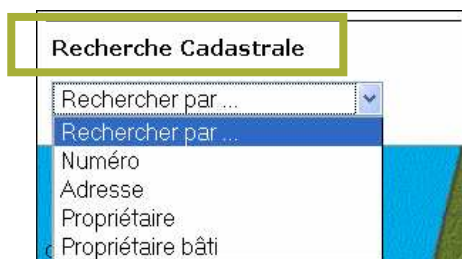 Recherche Cadastrale
Rechercher par ...
Rechercher par ...
Numéro
Adresse
Propriétaire
Propriétaire bâti